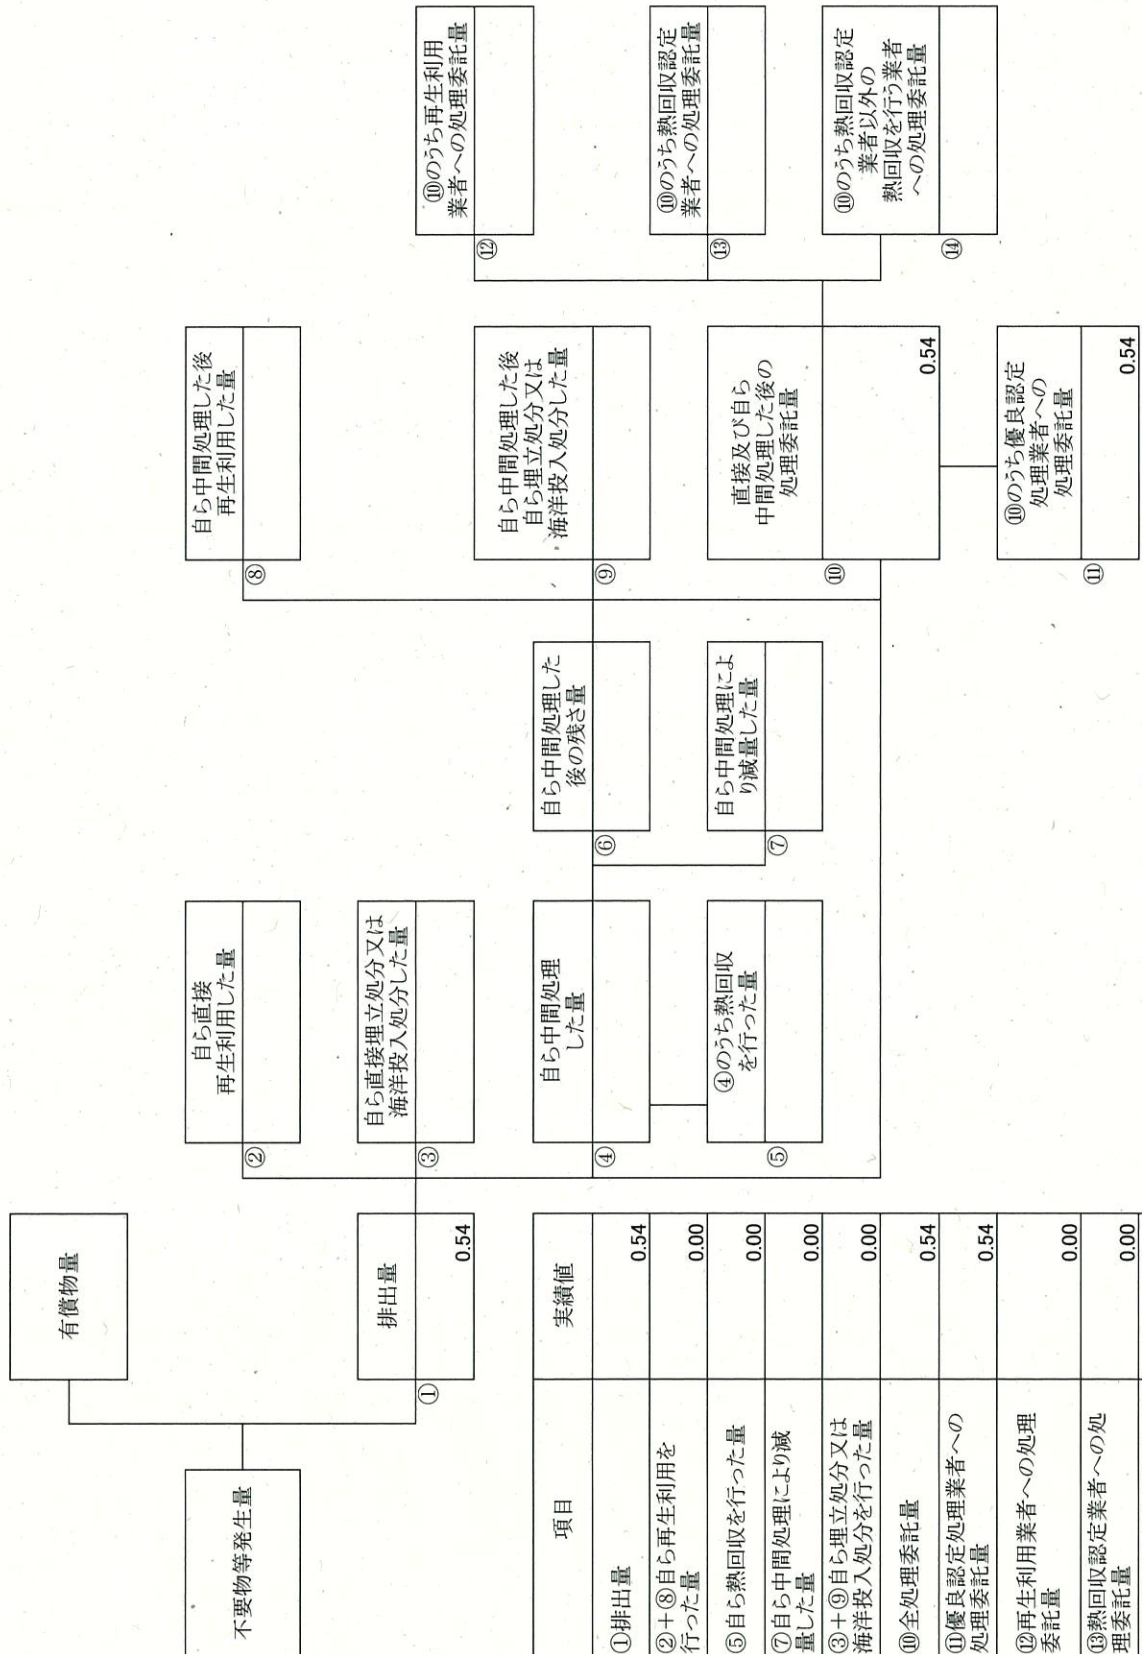 有償物量
不要物等発生量
排出量
①
0.54
自ら直接
再生利用した量
②
自ら直接埋立処分又は
海洋投入処分した量
③
自ら中間処理
した量
④
④のうち熱回収
を行った量
⑤
自ら中間処理した
後の残さ量
⑥
自ら中間処理によ
り減量した量
⑦
自ら中間処理した後
再生利用した量
⑧
自ら中間処理した後
自ら埋立処分又は
海洋投入処分した量
⑨
直接及び自ら
中間処理した後の
処理委託量
⑩
0.54
⑩のうち優良認定
処理業者への
処理委託量
⑪
0.54
⑩のうち再生利用
業者への処理委託量
⑫
⑩のうち熱回収認定
業者への処理委託量
⑬
⑩のうち熱回収認定
業者以外の
熱回収を行う業者
への処理委託量
⑭
項目
実績値
①排出量
0.54
②+⑧自ら再生利用を
行った量
0.00
⑤自ら熱回収を行った量
0.00
⑦自ら中間処理により減
量した量
0.00
③+⑨自ら埋立処分又は
海洋投入処分を行った量
0.00
⑩全処理委託量
0.54
⑪優良認定処理業者への
処理委託量
0.54
⑫再生利用業者への処理
委託量
0.00
⑬熱回収認定業者への処
理委託量
0.00